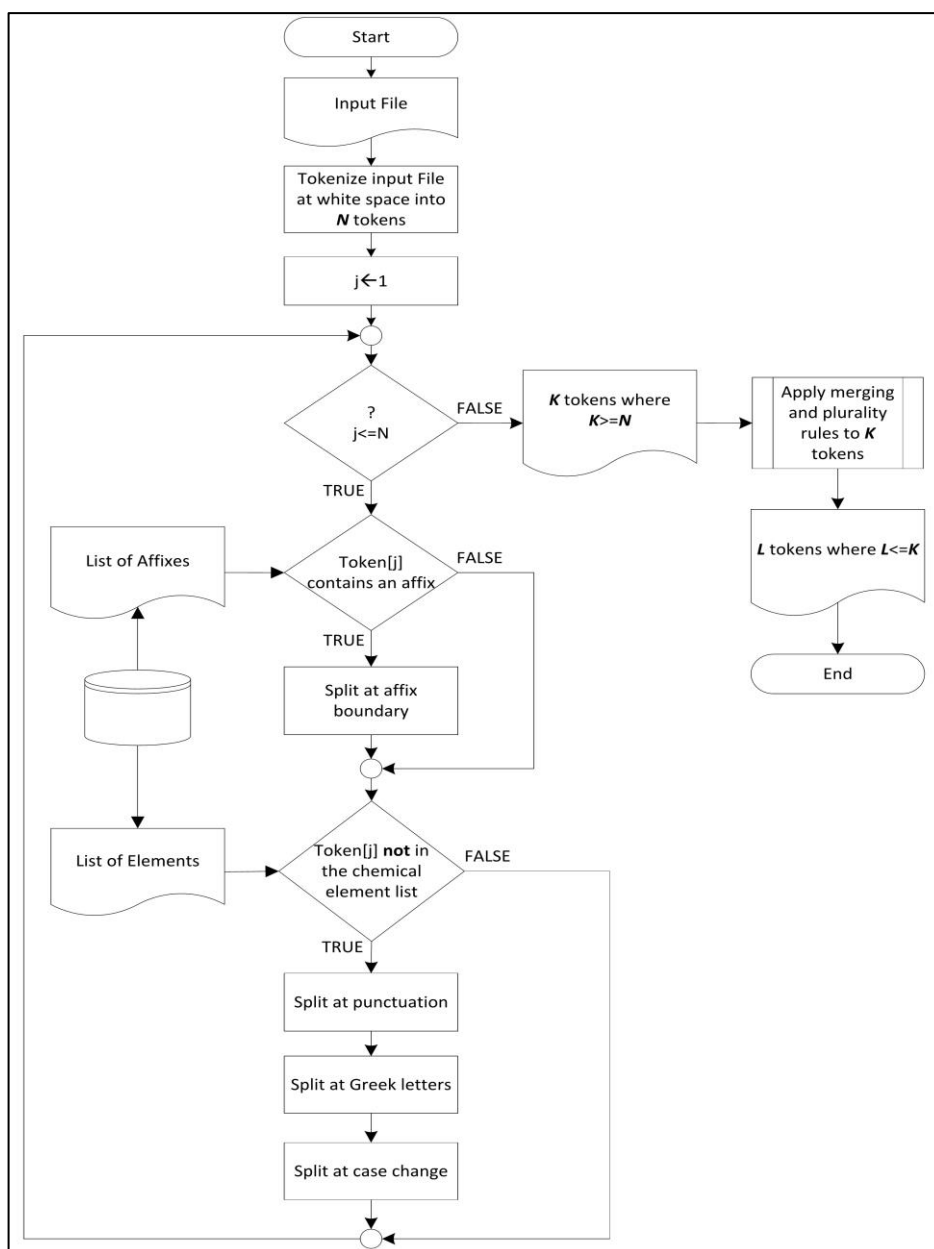 Start
Input File
Tokenize input File
at white space into
N tokens
j←1
?
j<=N
FALSE
TRUE
K tokens where
K>=N
Apply merging
and plurality
rules to K
tokens
L tokens where L<=K
End
List of Affixes
Token[j]
contains an affix
FALSE
TRUE
Split at affix
boundary
List of Elements
Token[j] not in
the chemical
element list
FALSE
TRUE
Split at punctuation
Split at Greek letters
Split at case change